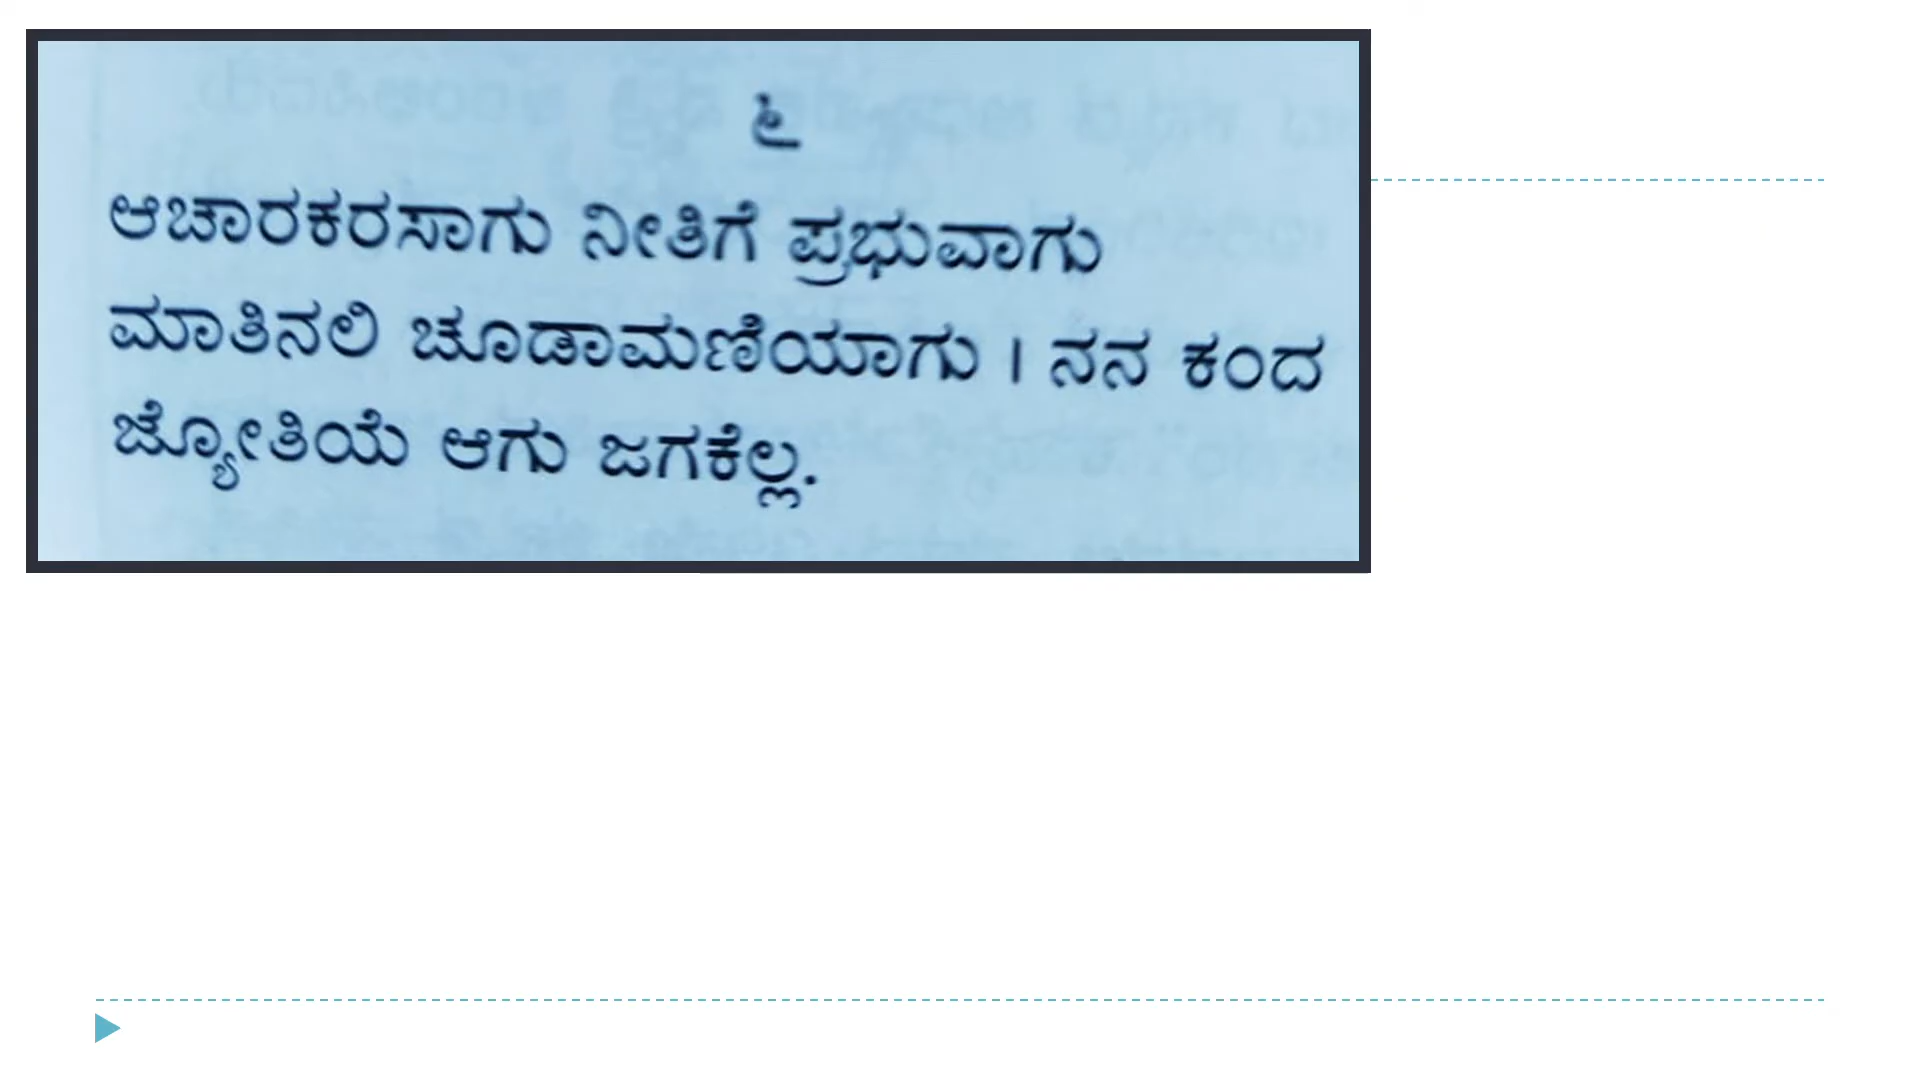 ೬
ಆಚಾರಕರಸಾಗು ನೀತಿಗೆ ಪ್ರಭುವಾಗು
ಮಾತಿನಲಿ ಚೂಡಾಮಣಿಯಾಗು । ನನ ಕಂದ
ಜ್ಯೋತಿಯೆ ಆಗು ಜಗಕೆಲ್ಲ.